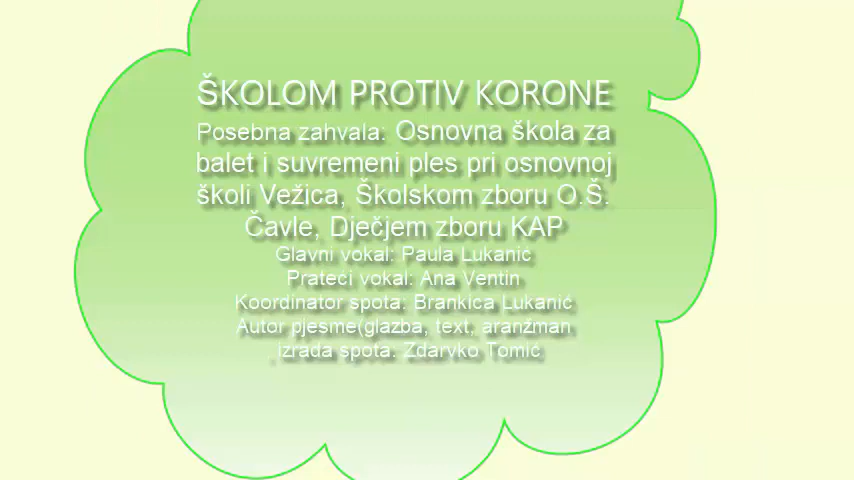 ŠKOLOM PROTIV KORONE
Posebna zahvala: Osnovna škola za
balet i suvremeni ples pri osnovnoj
školi Vežica, Školskom zboru O.Š.
Čavle, Dječjem zboru KAP
Glavni vokal: Paula Lukanić
Prateći vokal: Ana Ventin
Koordinator spota: Brankica Lukanić
Autor pjesme(glazba, text, aranžman,
izrada spota: Zdarvko Tomić